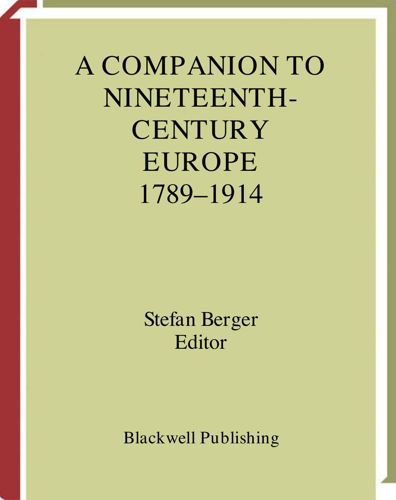 A COMPANION TO
NINETEENTH-
CENTURY
EUROPE
1789–1914
Stefan Berger
Editor
Blackwell Publishing